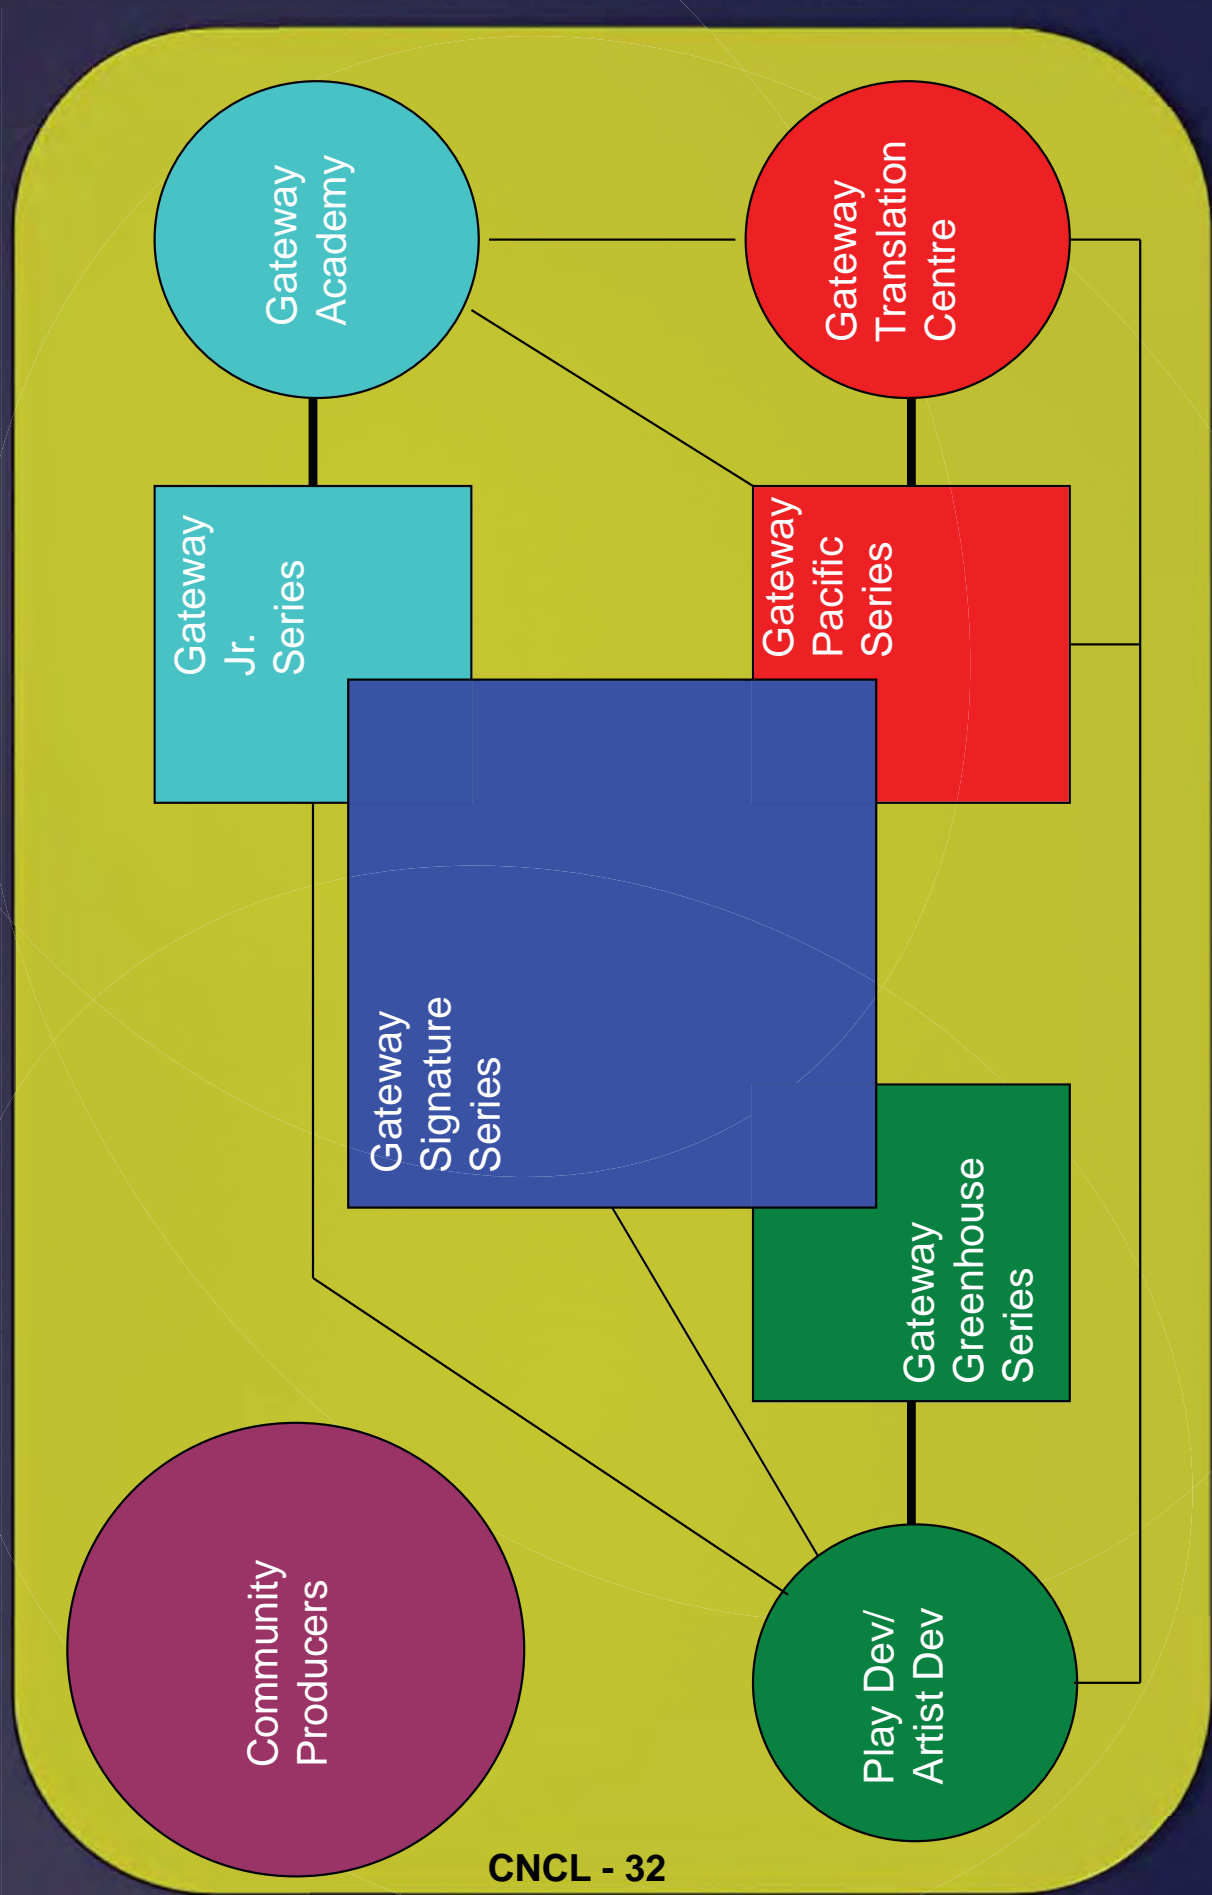 Gateway
Academy
Gateway
Translation
Centre
Gateway
Jr.
Series
Gateway
Pacific
Series
Gateway
Signature
Series
Gateway
Greenhouse
Series
Community
Producers
Play Dev/
Artist Dev
CNCL - 32